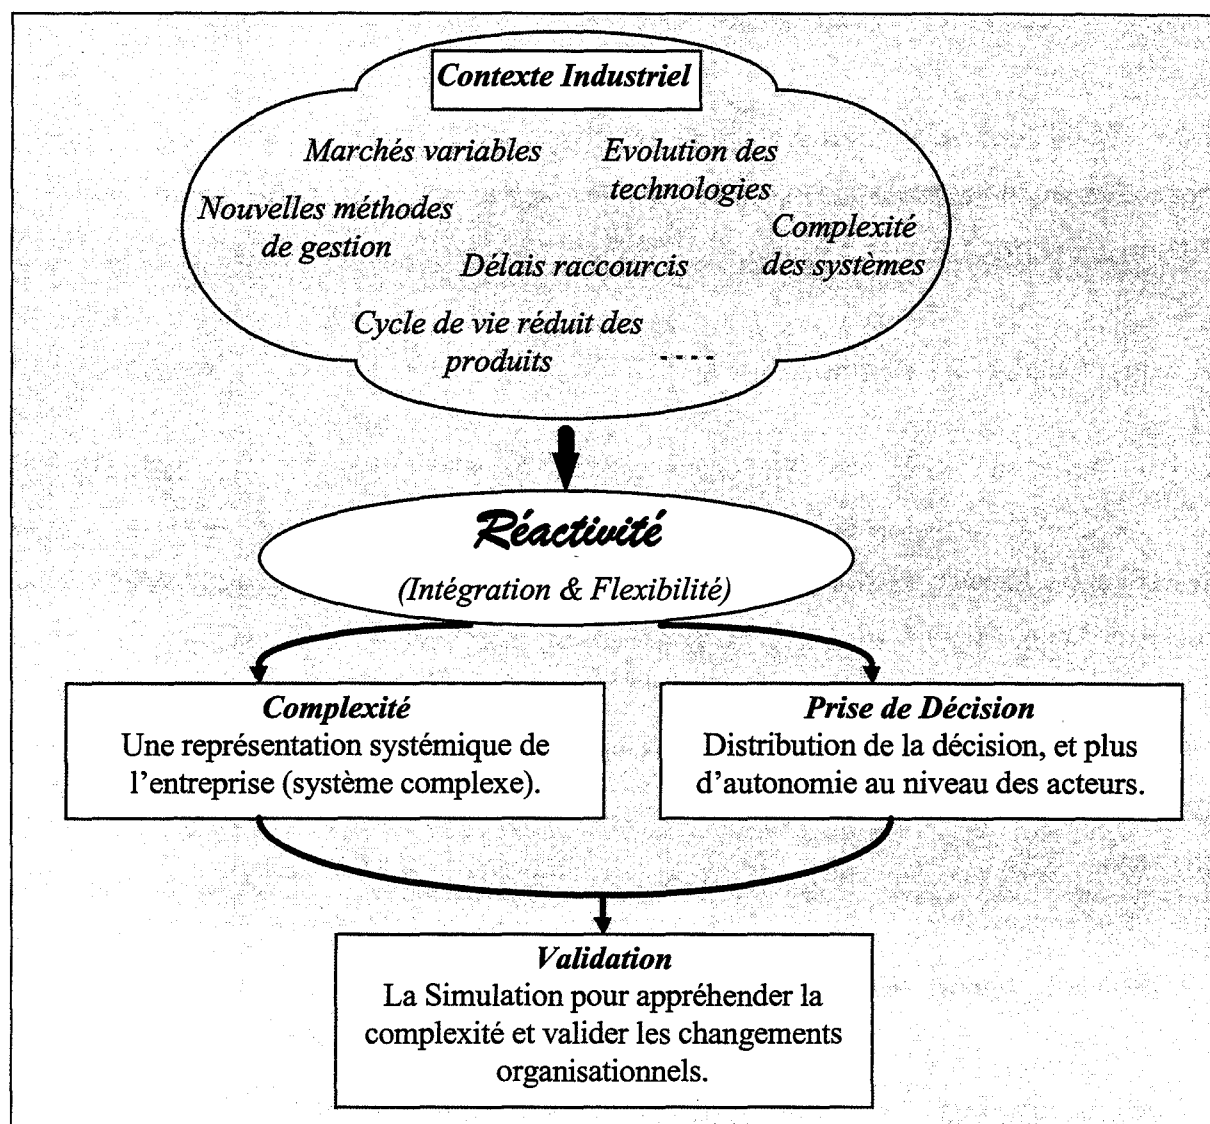 Contexte Industriel
Marchés variables
Evolution des
technologies
Nouvelles méthodes
de gestion
Complexité
des systèmes
Délais raccourcis
Cycle de vie réduit des
produits
----
Réactivité
(Intégration & Flexibilité)
Complexité
Une représentation systémique de
l'entreprise (système complexe).
Prise de Décision
Distribution de la décision, et plus
d'autonomie au niveau des acteurs.
Validation
La Simulation pour appréhender la
complexité et valider les changements
organisationnels.